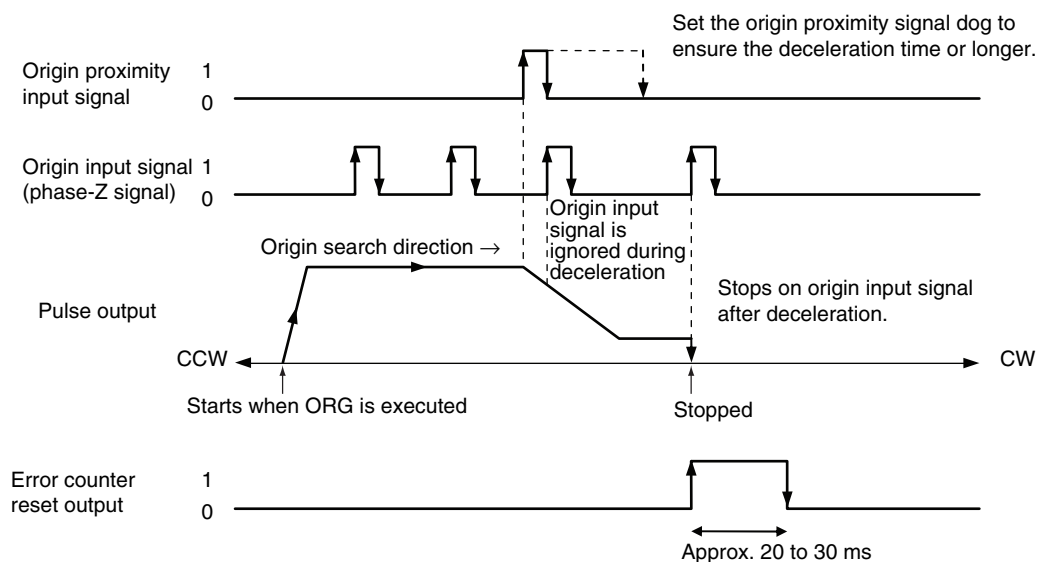 Set the origin proximity signal dog to
ensure the deceleration time or longer.
Origin proximity
input signal
1
0
Origin input signal
(phase-Z signal)
1
0
Origin input
signal is
ignored during
deceleration
Origin search direction →
Pulse output
Stops on origin input signal
after deceleration.
CCW
CW
Starts when ORG is executed
Stopped
Error counter
reset output
1
0
Approx. 20 to 30 ms